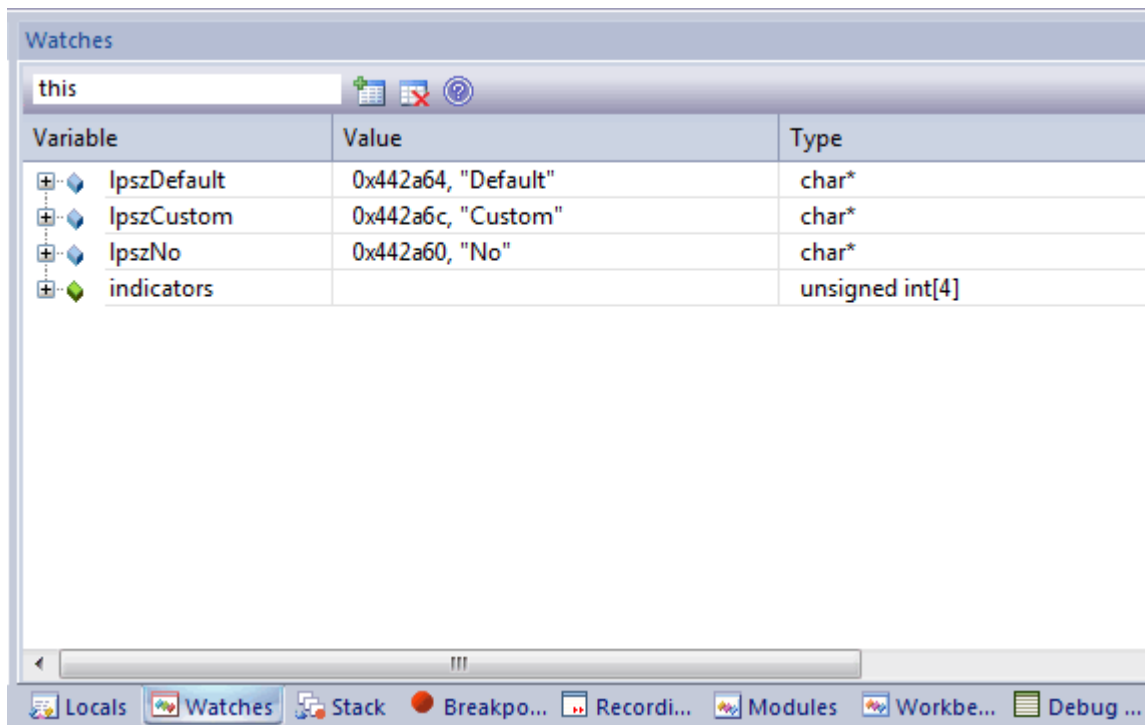 Watches
this
Variable Value Type
lpszDefault 0x442a64, "Default" char*
lpszCustom 0x442a6c, "Custom" char*
lpszNo 0x442a60, "No" char*
indicators unsigned int[4]
Locals Watches Stack Breakpo... Recordi... Modules Workbe... Debug ...